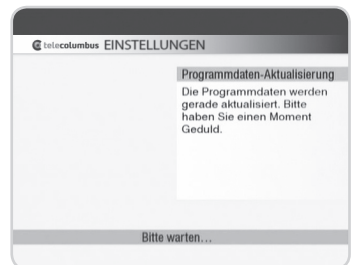 telecolumbus EINSTELLUNGEN
Programmdaten-Aktualisierung
Die Programmdaten werden
gerade aktualisiert. Bitte
haben Sie einen Moment
Geduld.
Bitte warten...